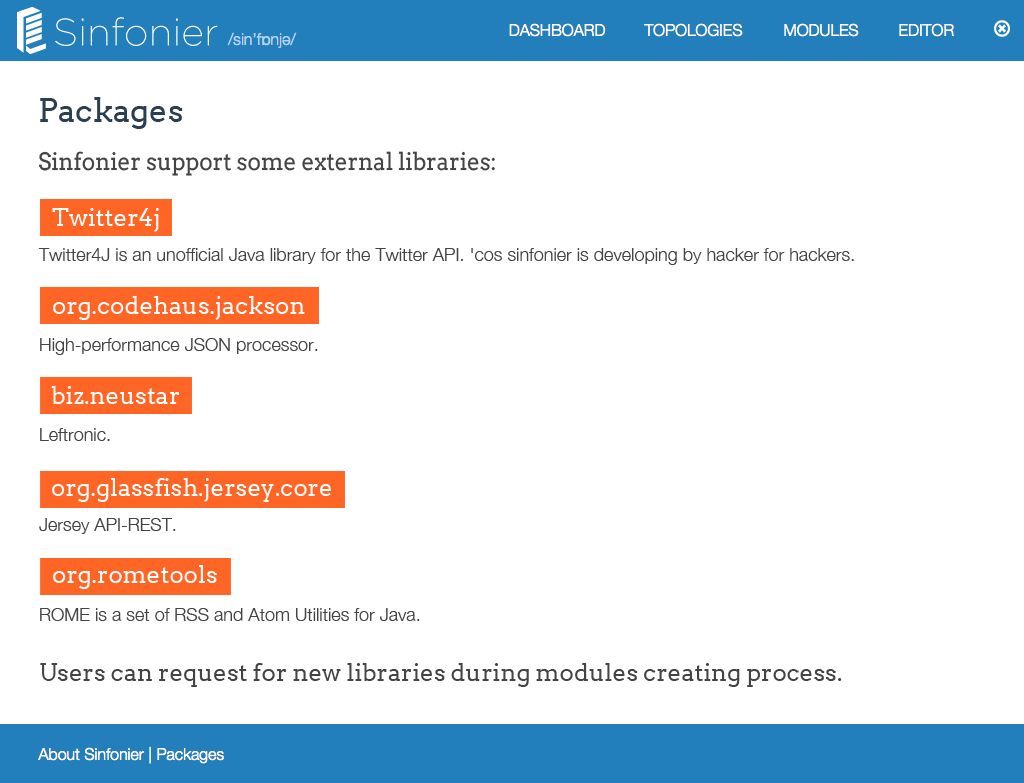 Sinfonier /sin'fɒnjə/
DASHBOARD TOPOLOGIES MODULES EDITOR
Packages
Sinfonier support some external libraries:
Twitter4j
Twitter4J is an unofficial Java library for the Twitter API. 'cos sinfonier is developing by hacker for hackers.
org.codehaus.jackson
High-performance JSON processor.
biz.neustar
Leftronic.
org.glassfish.jersey.core
Jersey API-REST.
org.rometools
ROME is a set of RSS and Atom Utilities for Java.
Users can request for new libraries during modules creating process.
About Sinfonier | Packages